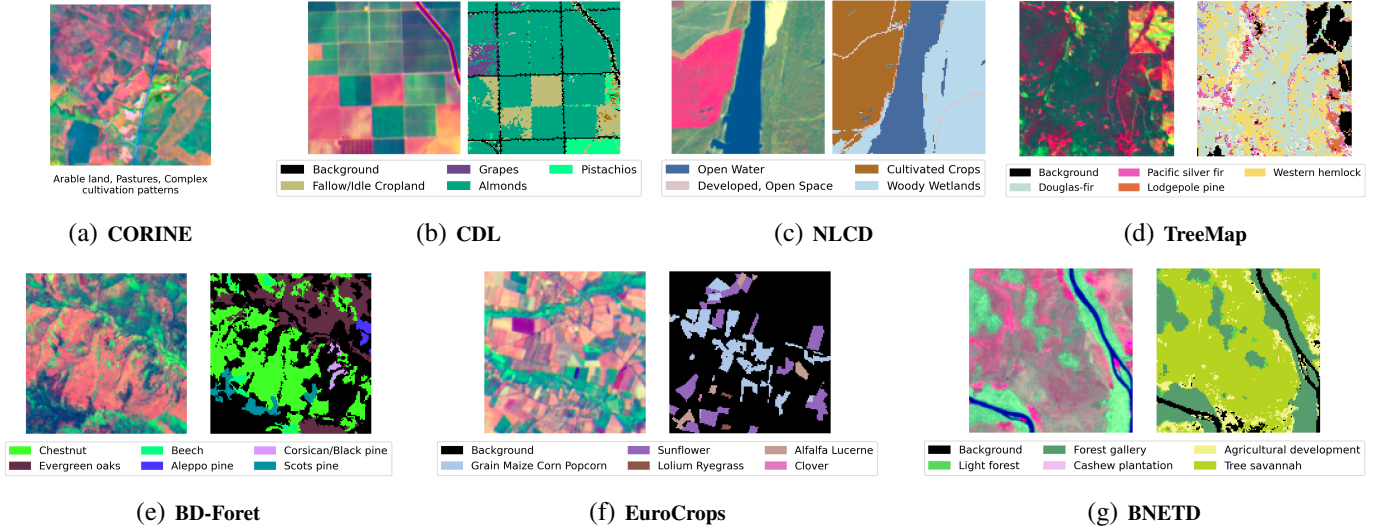 Arable land, Pastures, Complex
cultivation patterns
(a) CORINE
Background Grapes Pistachios
Fallow/Idle Cropland Almonds
(b) CDL
Open Water Cultivated Crops
Developed, Open Space Woody Wetlands
(c) NLCD
Background Pacific silver fir Western hemlock
Douglas-fir Lodgepole pine
(d) TreeMap
Chestnut Beech Corsican/Black pine
Evergreen oaks Aleppo pine Scots pine
(e) BD-Foret
Background Sunflower Alfalfa Lucerne
Grain Maize Corn Popcorn Lolium Ryegrass Clover
(f) EuroCrops
Background Forest gallery Agricultural development
Light forest Cashew plantation Tree savannah
(g) BNETD